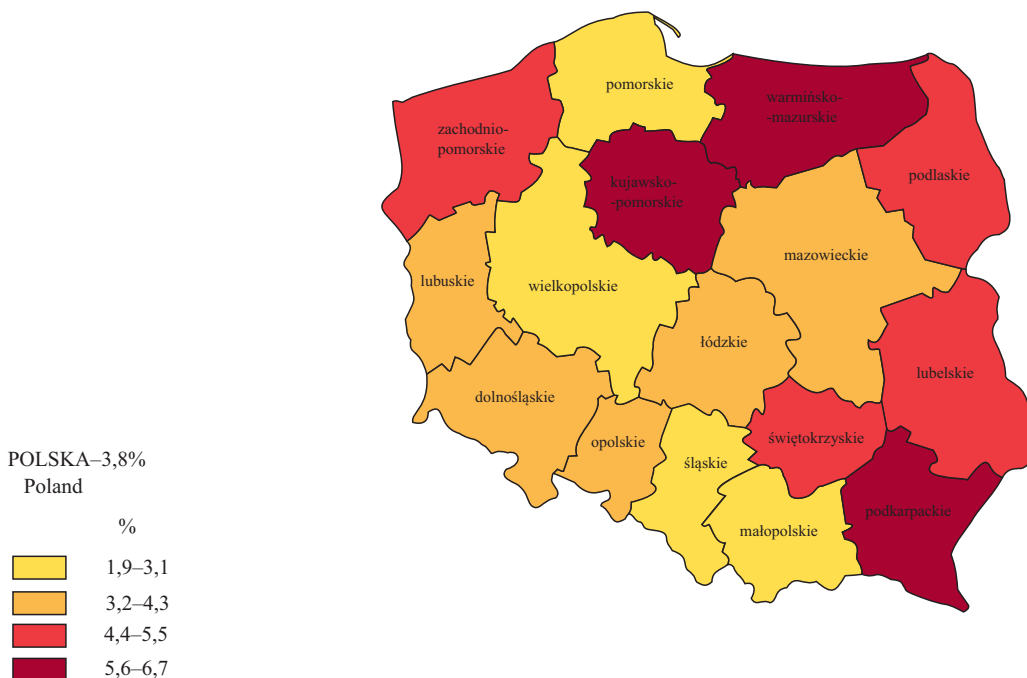 pomorskie
warmińsko-
-mazurskie
zachodnio-
pomorskie
podlaskie
kujawsko-
-pomorskie
mazowieckie
lubuskie
wielkopolskie
łódzkie
lubelskie
dolnośląskie
opolskie
świętokrzyskie
śląskie
podkarpackie
małopolskie
POLSKA–3,8%
Poland
%
1,9–3,1
3,2–4,3
4,4–5,5
5,6–6,7